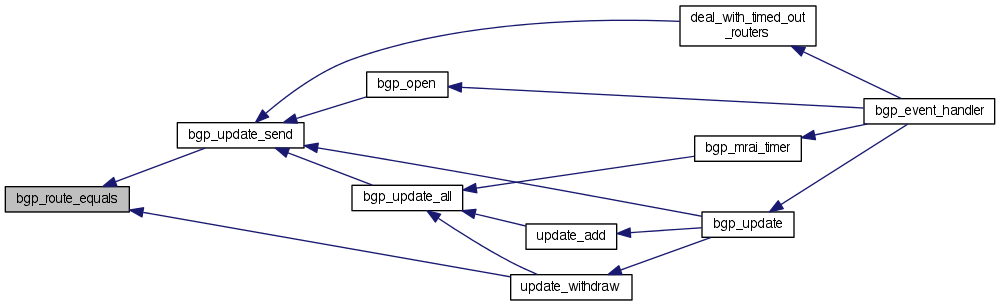 deal_with_timed_out
_routers
bgp_open
bgp_event_handler
bgp_update_send
bgp_mrai_timer
bgp_route_equals
bgp_update_all
bgp_update
update_add
update_withdraw